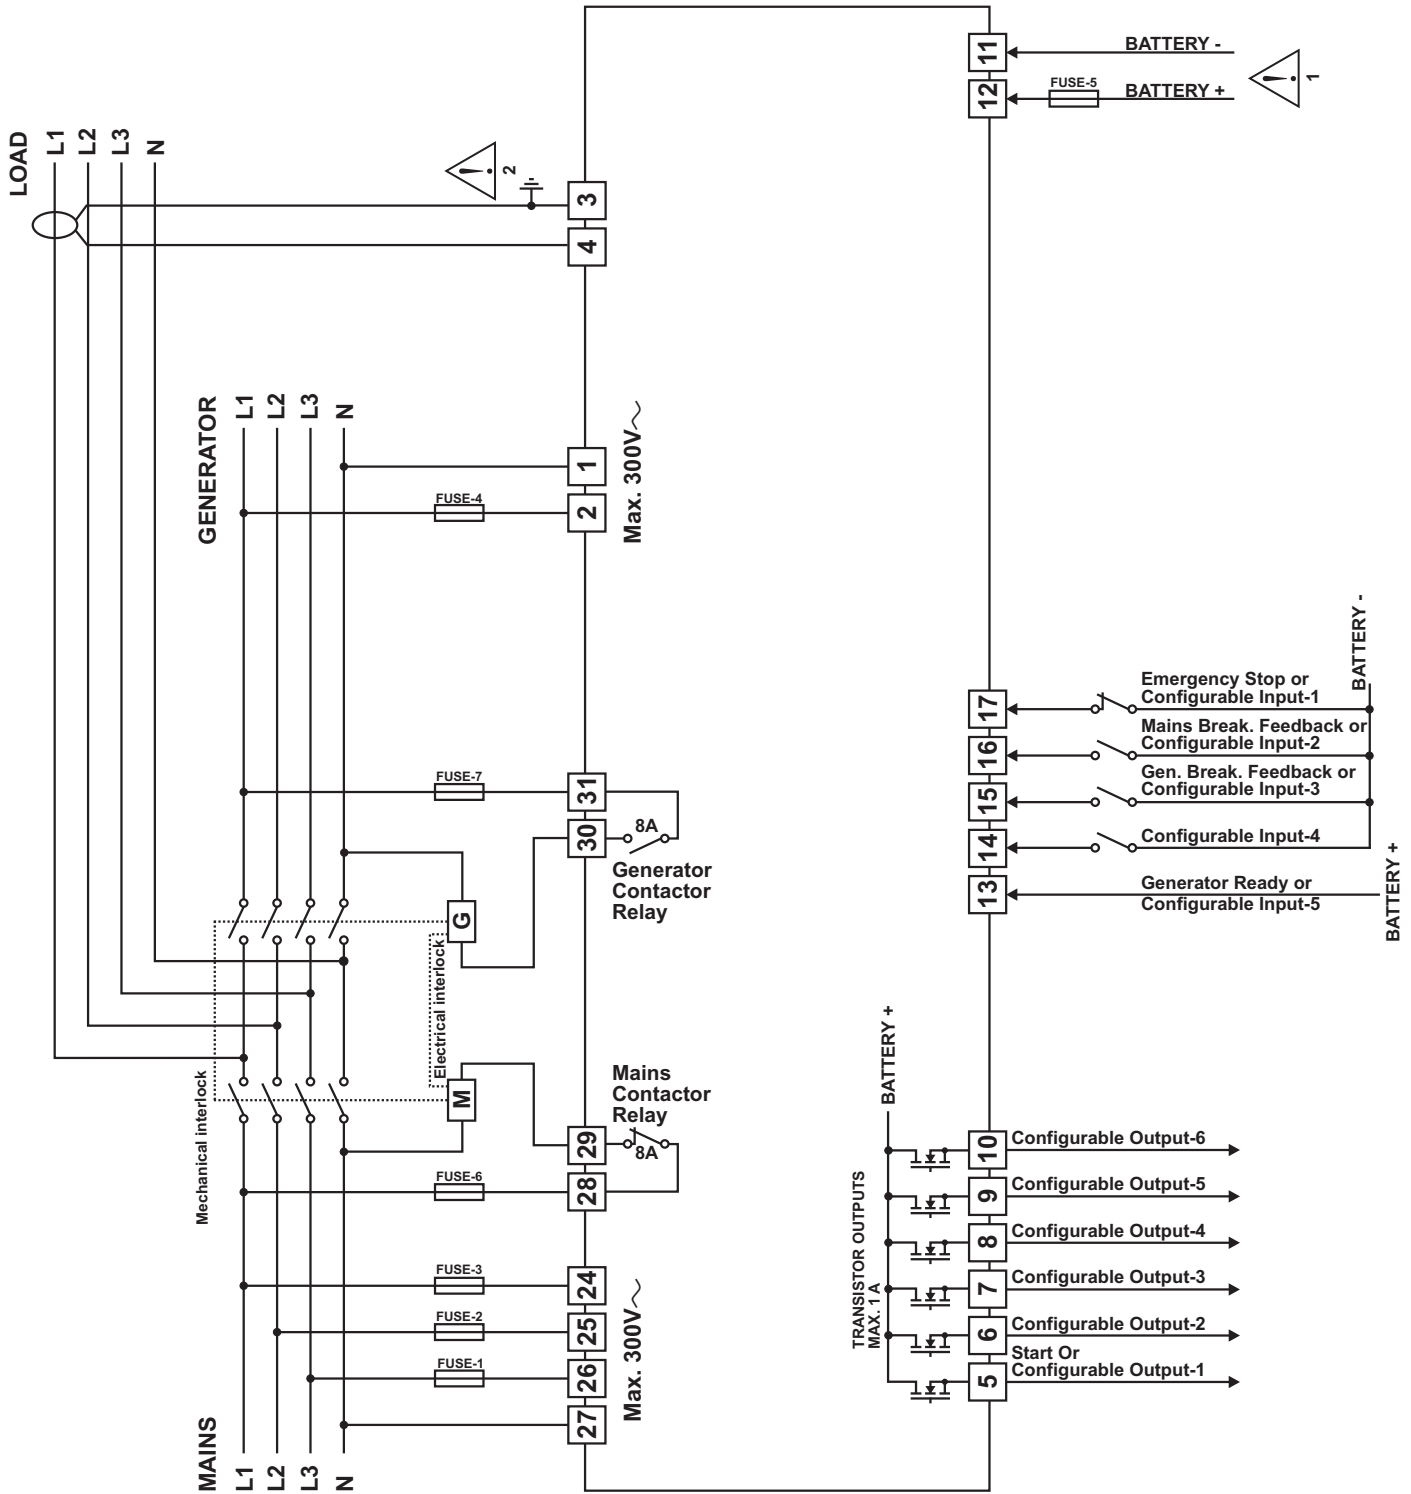 LOAD
L1
L2
L3
N
2
3
4
GENERATOR
L1
L2
L3
N
FUSE-4
1
2
Max. 300V
FUSE-7
31
30
8A
Generator
Contactor
Relay
G
Electrical interlock
Mechanical interlock
M
Mains
Contactor
Relay
29
28
8A
FUSE-6
FUSE-3
FUSE-2
FUSE-1
24
25
26
27
Max. 300V
MAINS
L1
L2
L3
N
11
12
BATTERY -
FUSE-5
BATTERY +
1
17
16
15
14
13
Emergency Stop or
Configurable Input-1
Mains Break. Feedback or
Configurable Input-2
Gen. Break. Feedback or
Configurable Input-3
Configurable Input-4
Generator Ready or
Configurable Input-5
BATTERY -
BATTERY +
BATTERY +
TRANSISTOR OUTPUTS
MAX. 1 A
10
Configurable Output-6
9
Configurable Output-5
8
Configurable Output-4
7
Configurable Output-3
6
Configurable Output-2
5
Start Or
Configurable Output-1